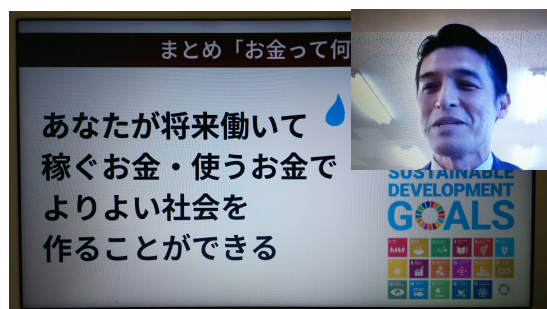 まとめ「お金って何
あなたが将来働いて
稼ぐお金・使うお金で
よりよい社会を
作ることができる
SUSTAINABLE
DEVELOPMENT
GOALS